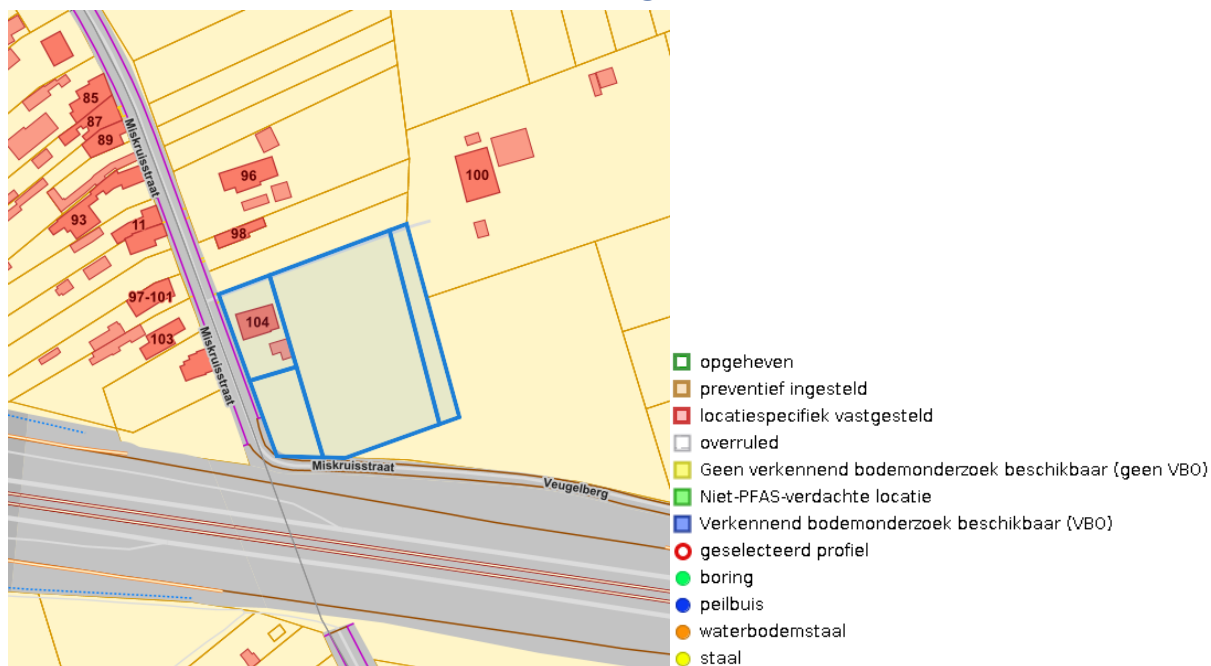 85
87
89
Miskruisstraat
96
100
93
11
98
97-101
104
103
Miskruisstraat
Miskruisstraat
Veugelberg
opgeheven
preventief ingesteld
locatiespecifiek vastgesteld
overruled
Geen verkennend bodemonderzoek beschikbaar (geen VBO)
Niet-PFAS-verdachte locatie
Verkennend bodemonderzoek beschikbaar (VBO)
geselecteerd profiel
boring
peilbuis
waterbodemstaal
staal